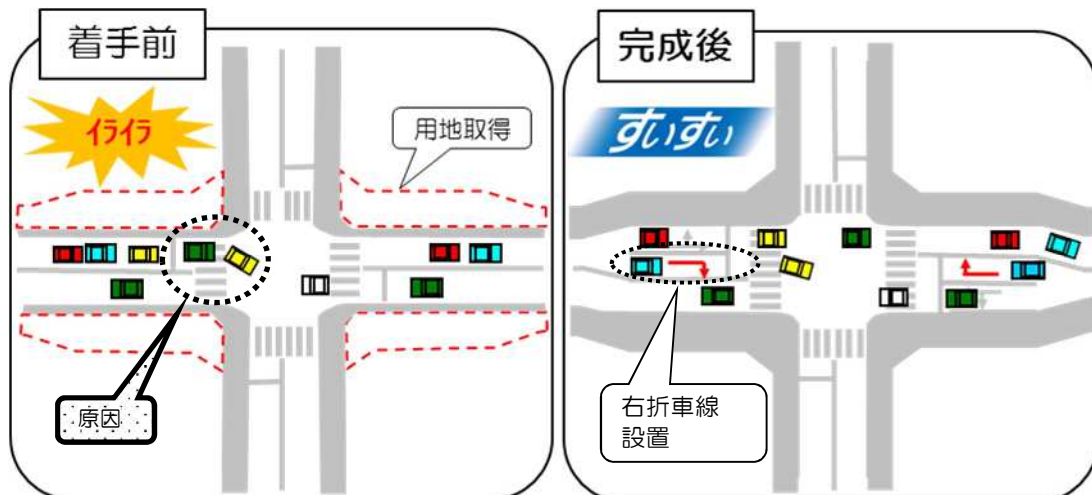 着手前
イライラ
用地取得
原因
完成後
すいすい
右折車線
設置